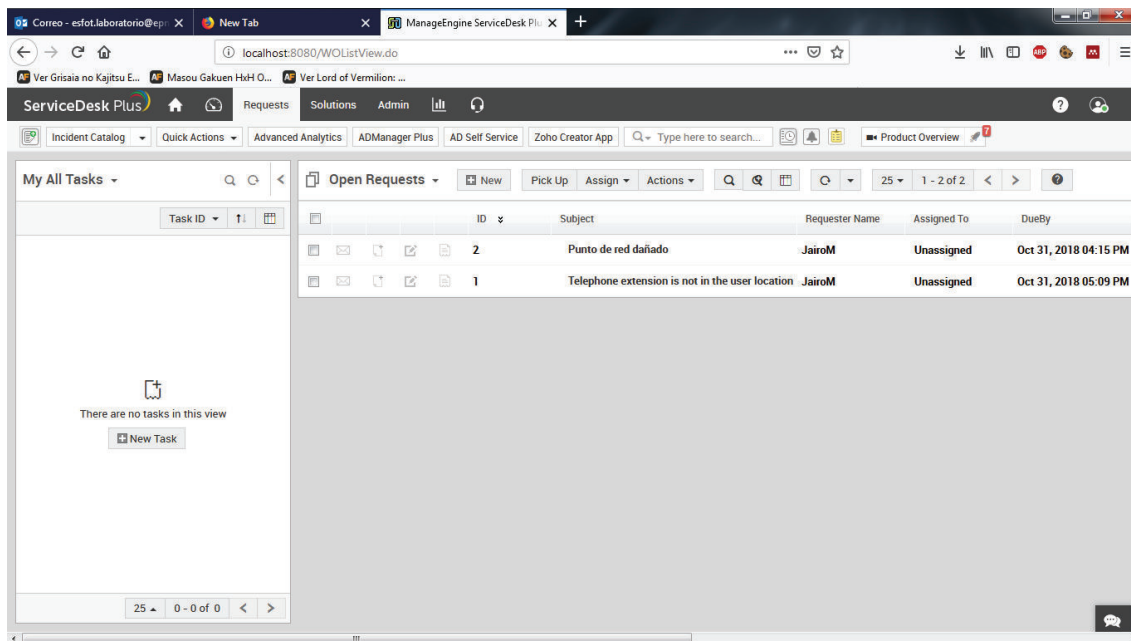 Correo - esfot.laboratorio@epn
New Tab
ManageEngine ServiceDesk Plu
localhost:8080/WOListView.do
Ver Grisaia no Kajitsu E...
Masou Gakuen HxH O...
Ver Lord of Vermilion: ...
ServiceDesk Plus
Requests
Solutions
Admin
Incident Catalog
Quick Actions
Advanced Analytics
ADManager Plus
AD Self Service
Zoho Creator App
Type here to search...
Product Overview
7
My All Tasks
Open Requests
New
Pick Up
Assign
Actions
25
1 - 2 of 2
Task ID
ID
Subject
Requester Name
Assigned To
DueBy
2 Punto de red dañado JairoM Unassigned Oct 31, 2018 04:15 PM
1 Telephone extension is not in the user location JairoM Unassigned Oct 31, 2018 05:09 PM
There are no tasks in this view
New Task
25
0 - 0 of 0